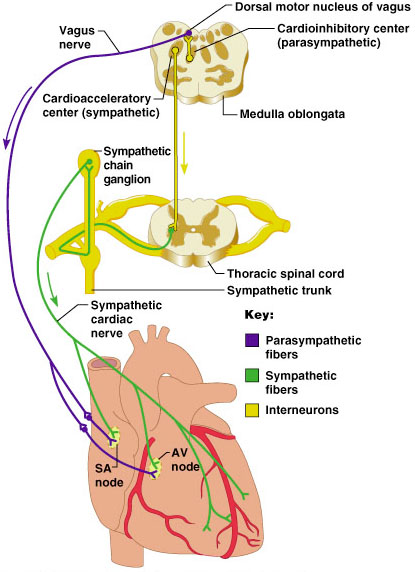 Dorsal motor nucleus of vagus
Vagus
nerve
Cardioinhibitory center
(parasympathetic)
Cardioacceleratory
center (sympathetic)
Medulla oblongata
Sympathetic
chain
ganglion
Thoracic spinal cord
Sympathetic trunk
Sympathetic
cardiac
nerve
Key:
Parasympathetic
fibers
Sympathetic
fibers
Interneurons
SA
node
AV
node